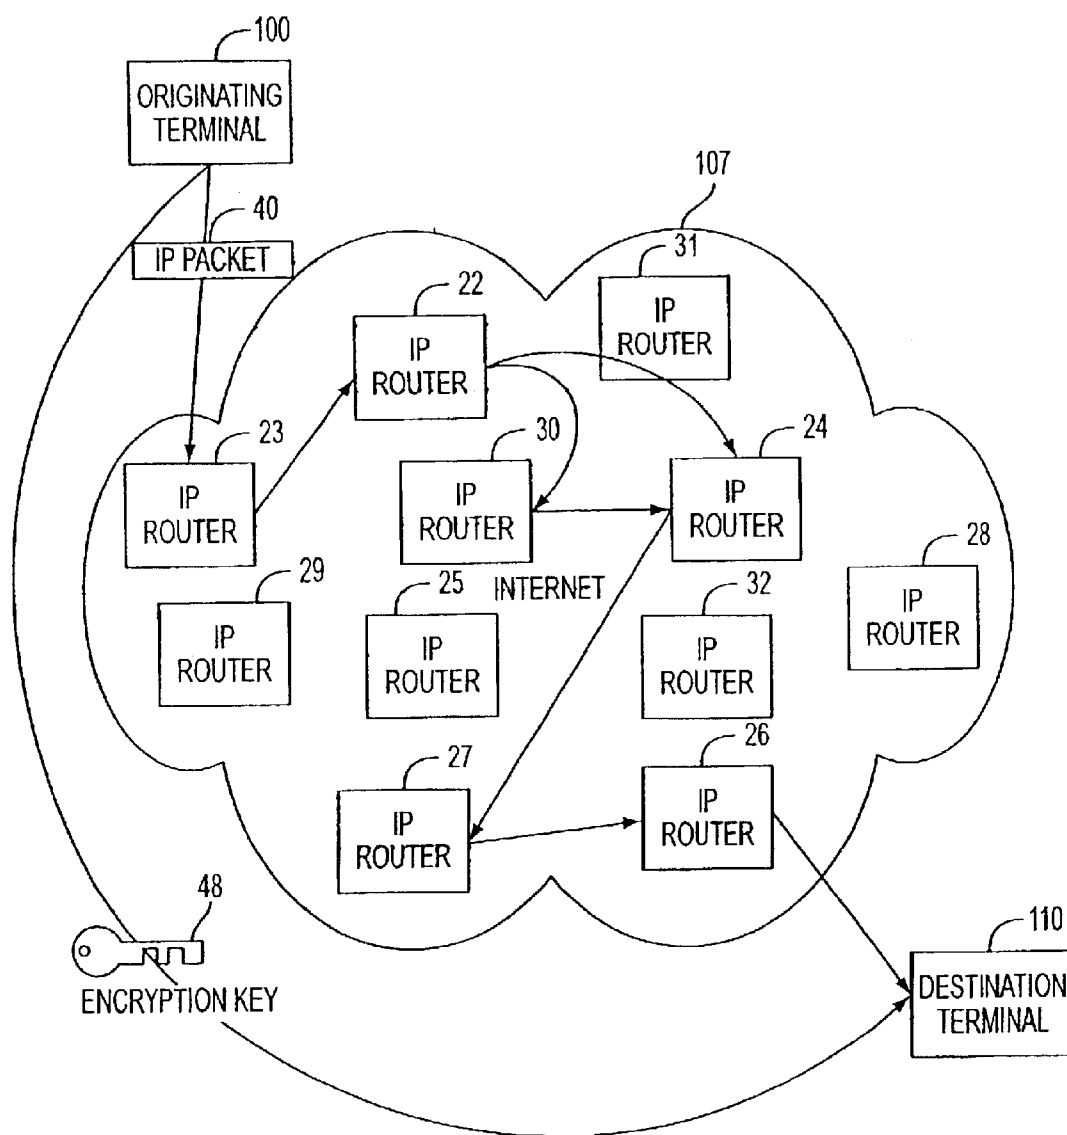 100
ORIGINATING
TERMINAL
107
40
IP PACKET
31
IP
ROUTER
22
IP
ROUTER
23
IP
ROUTER
30
IP
ROUTER
24
IP
ROUTER
28
IP
ROUTER
29
IP
ROUTER
25
IP
ROUTER
INTERNET
32
IP
ROUTER
27
IP
ROUTER
26
IP
ROUTER
48
ENCRYPTION KEY
110
DESTINATION
TERMINAL